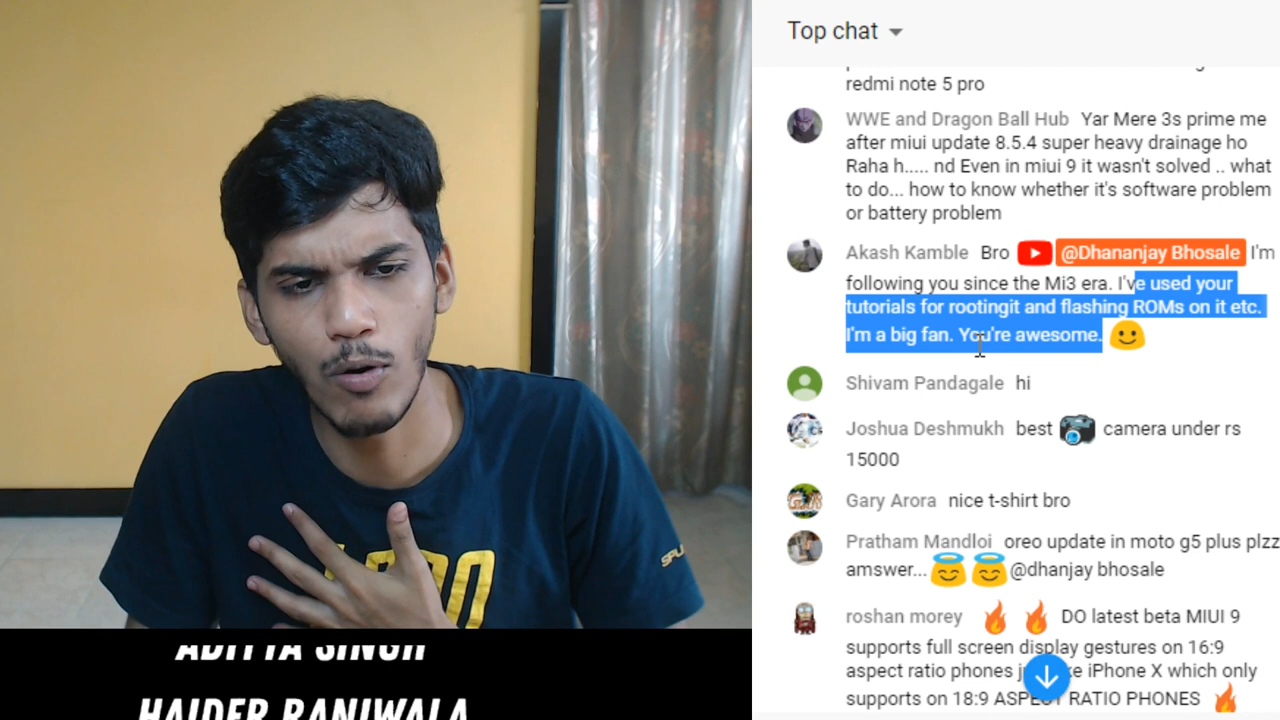 Top chat
redmi note 5 pro
WWE and Dragon Ball Hub Yar Mere 3s prime me
after miui update 8.5.4 super heavy drainage ho
Raha h..... nd Even in miui 9 it wasn't solved .. what
to do... how to know whether it's software problem
or battery problem
Akash Kamble Bro @Dhananjay Bhosale I'm
following you since the Mi3 era. I've used your
tutorials for rootingit and flashing ROMs on it etc.
I'm a big fan. You're awesome.
Shivam Pandagale hi
Joshua Deshmukh best camera under rs
15000
Gary Arora nice t-shirt bro
Pratham Mandloi oreo update in moto g5 plus plzz
amswer... @dhanjay bhosale
roshan morey DO latest beta MIUI 9
supports full screen display gestures on 16:9
aspect ratio phones iPhone X which only
supports on 18:9 ASPECT RATIO PHONES
ADITYA SINGH
HAIDER RANIWALA